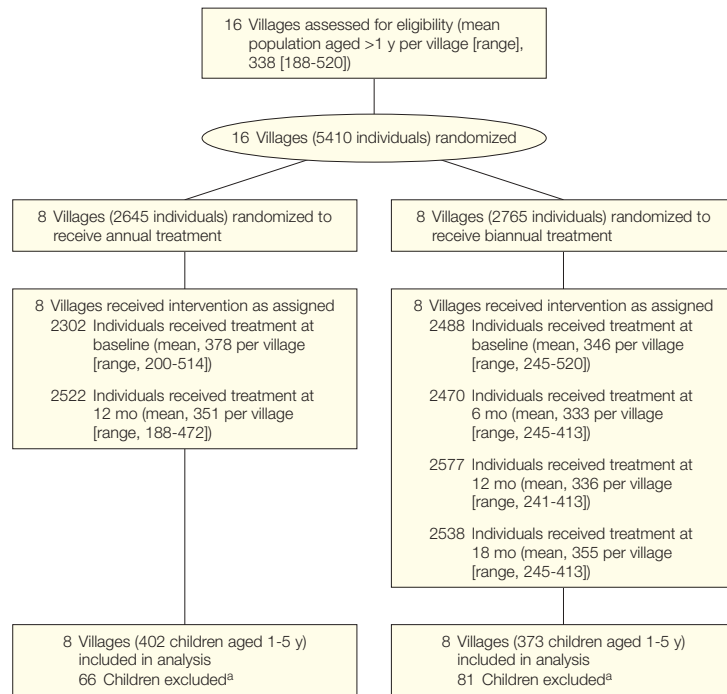 16 Villages assessed for eligibility (mean
population aged >1 y per village [range],
338 [188-520])
16 Villages (5410 individuals) randomized
8 Villages (2645 individuals) randomized to
receive annual treatment
8 Villages (2765 individuals) randomized to
receive biannual treatment
8 Villages received intervention as assigned
2302 Individuals received treatment at
baseline (mean, 378 per village
[range, 200-514])
2522 Individuals received treatment at
12 mo (mean, 351 per village
[range, 188-472])
8 Villages received intervention as assigned
2488 Individuals received treatment at
baseline (mean, 346 per village
[range, 245-520])
2470 Individuals received treatment at
6 mo (mean, 333 per village
[range, 245-413])
2577 Individuals received treatment at
12 mo (mean, 336 per village
[range, 241-413])
2538 Individuals received treatment at
18 mo (mean, 355 per village
[range, 245-413])
8 Villages (402 children aged 1-5 y)
included in analysis
66 Children excludedª
8 Villages (373 children aged 1-5 y)
included in analysis
81 Children excludedª